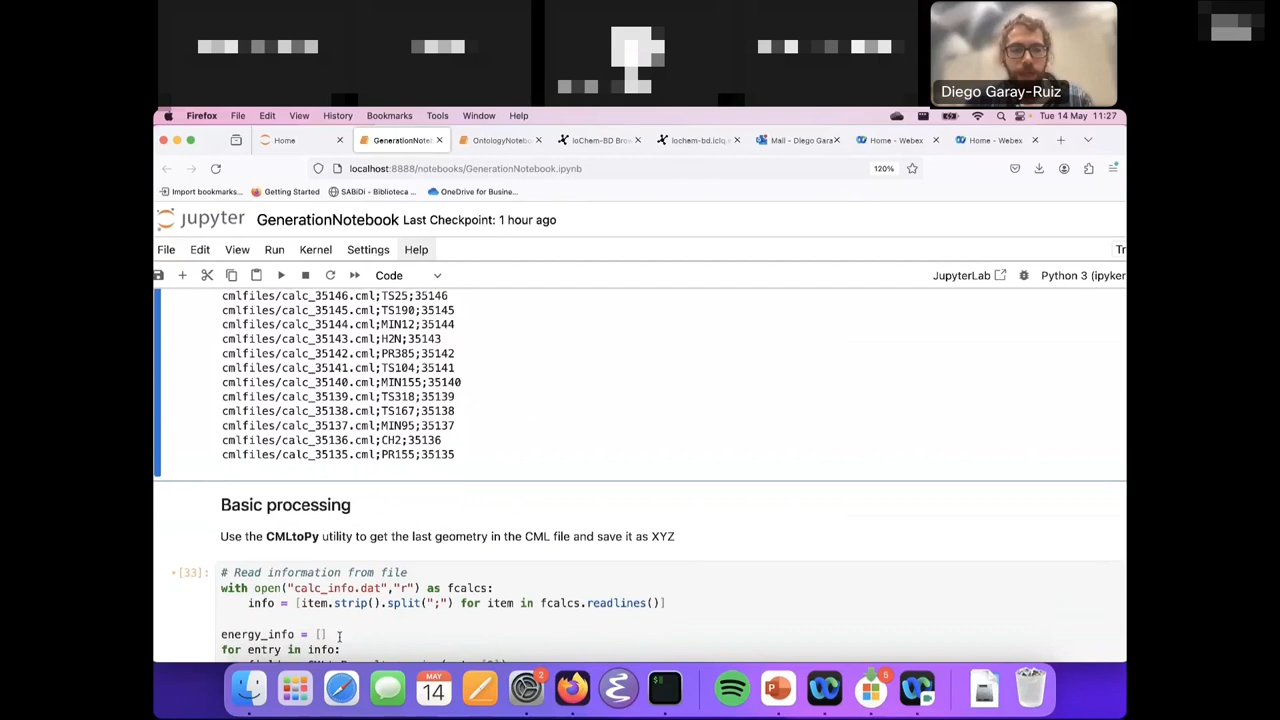 Diego Garay-Ruiz
Firefox File Edit View History Bookmarks Tools Window Help Tue 14 May 11:27
Home GenerationNote OntologyNoteb ioChem-BD Brow iochem-bd.iciq.e Mail - Diego Gara Home - Webex Home - Webex
localhost:8888/notebooks/GenerationNotebook.ipynb 120%
Import bookmarks... Getting Started SABiDi - Biblioteca ... OneDrive for Busine...
jupyter GenerationNotebook Last Checkpoint: 1 hour ago
File Edit View Run Kernel Settings Help Tr
Code JupyterLab Python 3 (ipyker
cmlfiles/calc_35146.cml;TS25;35146
cmlfiles/calc_35145.cml;TS190;35145
cmlfiles/calc_35144.cml;MIN12;35144
cmlfiles/calc_35143.cml;H2N;35143
cmlfiles/calc_35142.cml;PR385;35142
cmlfiles/calc_35141.cml;TS104;35141
cmlfiles/calc_35140.cml;MIN155;35140
cmlfiles/calc_35139.cml;TS318;35139
cmlfiles/calc_35138.cml;TS167;35138
cmlfiles/calc_35137.cml;MIN95;35137
cmlfiles/calc_35136.cml;CH2;35136
cmlfiles/calc_35135.cml;PR155;35135
Basic processing
Use the CMLtoPy utility to get the last geometry in the CML file and save it as XYZ
[33]: # Read information from file
with open("calc_info.dat","r") as fcalcs:
info = [item.strip().split(";") for item in fcalcs.readlines()]
energy_info = []
for entry in info:
MAY
14
2
5